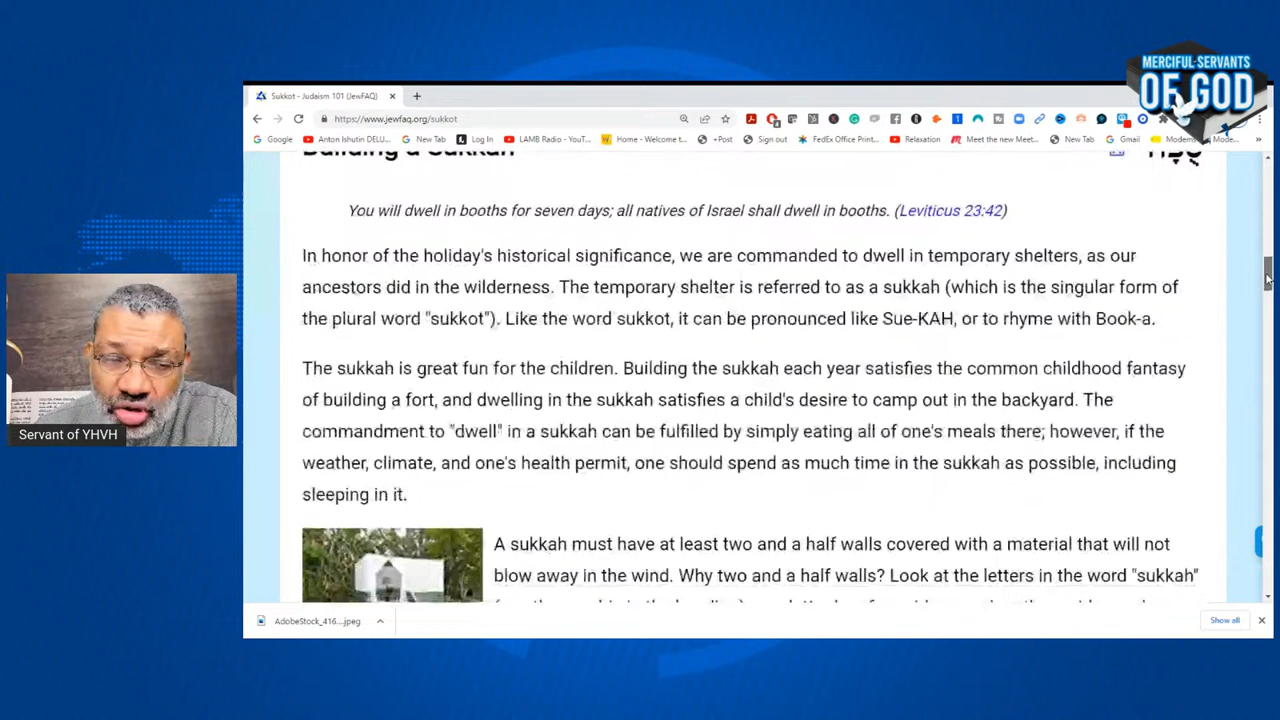 MERCIFUL-SERVANTS
OF GOD
Sukkot - Judaism 101 (JewFAQ)
https://www.jewfaq.org/sukkot
Google
Anton Ishutin DELU...
New Tab
Log In
LAMB Radio - YouT...
Home - Welcome t...
+Post
Sign out
FedEx Office Print...
Relaxation
Meet the new Meet...
New Tab
Gmail
Building a Sukkah
You will dwell in booths for seven days; all natives of Israel shall dwell in booths. (Leviticus 23:42)
In honor of the holiday's historical significance, we are commanded to dwell in temporary shelters, as our
ancestors did in the wilderness. The temporary shelter is referred to as a sukkah (which is the singular form of
the plural word "sukkot"). Like the word sukkot, it can be pronounced like Sue-KAH, or to rhyme with Book-a.
The sukkah is great fun for the children. Building the sukkah each year satisfies the common childhood fantasy
of building a fort, and dwelling in the sukkah satisfies a child's desire to camp out in the backyard. The
commandment to "dwell" in a sukkah can be fulfilled by simply eating all of one's meals there; however, if the
weather, climate, and one's health permit, one should spend as much time in the sukkah as possible, including
sleeping in it.
A sukkah must have at least two and a half walls covered with a material that will not
blow away in the wind. Why two and a half walls? Look at the letters in the word "sukkah"
Servant of YHVH
AdobeStock_416....jpeg
Show all